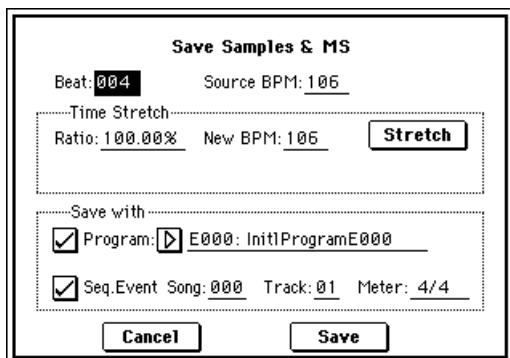 Save Samples & MS
Beat: 004 Source BPM: 106
Time Stretch
Ratio: 100.00% New BPM: 106 Stretch
Save with
Program: E000: InitlProgramE000
Seq.Event Song: 000 Track: 01 Meter: 4/4
Cancel Save